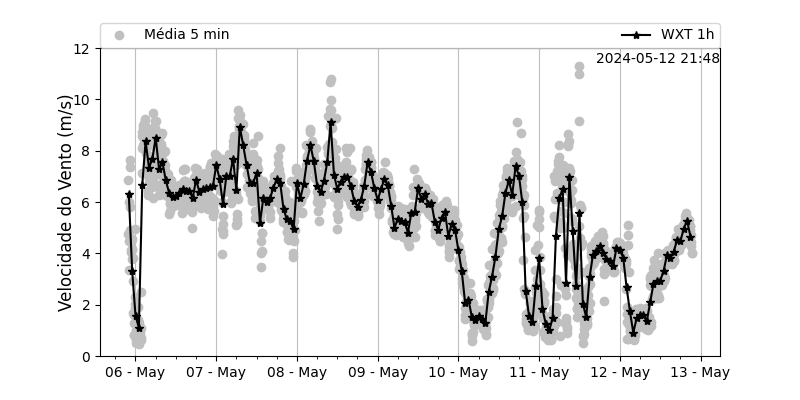 Média 5 min
WXT 1h
2024-05-12 21:48
Velocidade do Vento (m/s)
12
10
8
6
4
2
0
06 - May
07 - May
08 - May
09 - May
10 - May
11 - May
12 - May
13 - May